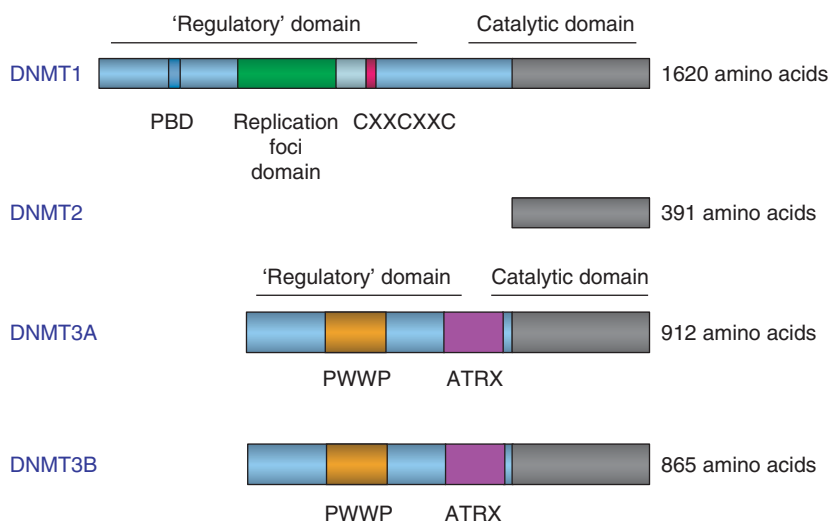 ‘Regulatory’ domain Catalytic domain
DNMT1 1620 amino acids
PBD Replication foci domain CXXCXXC
DNMT2 391 amino acids
‘Regulatory’ domain Catalytic domain
DNMT3A 912 amino acids
PWWP ATRX
DNMT3B 865 amino acids
PWWP ATRX